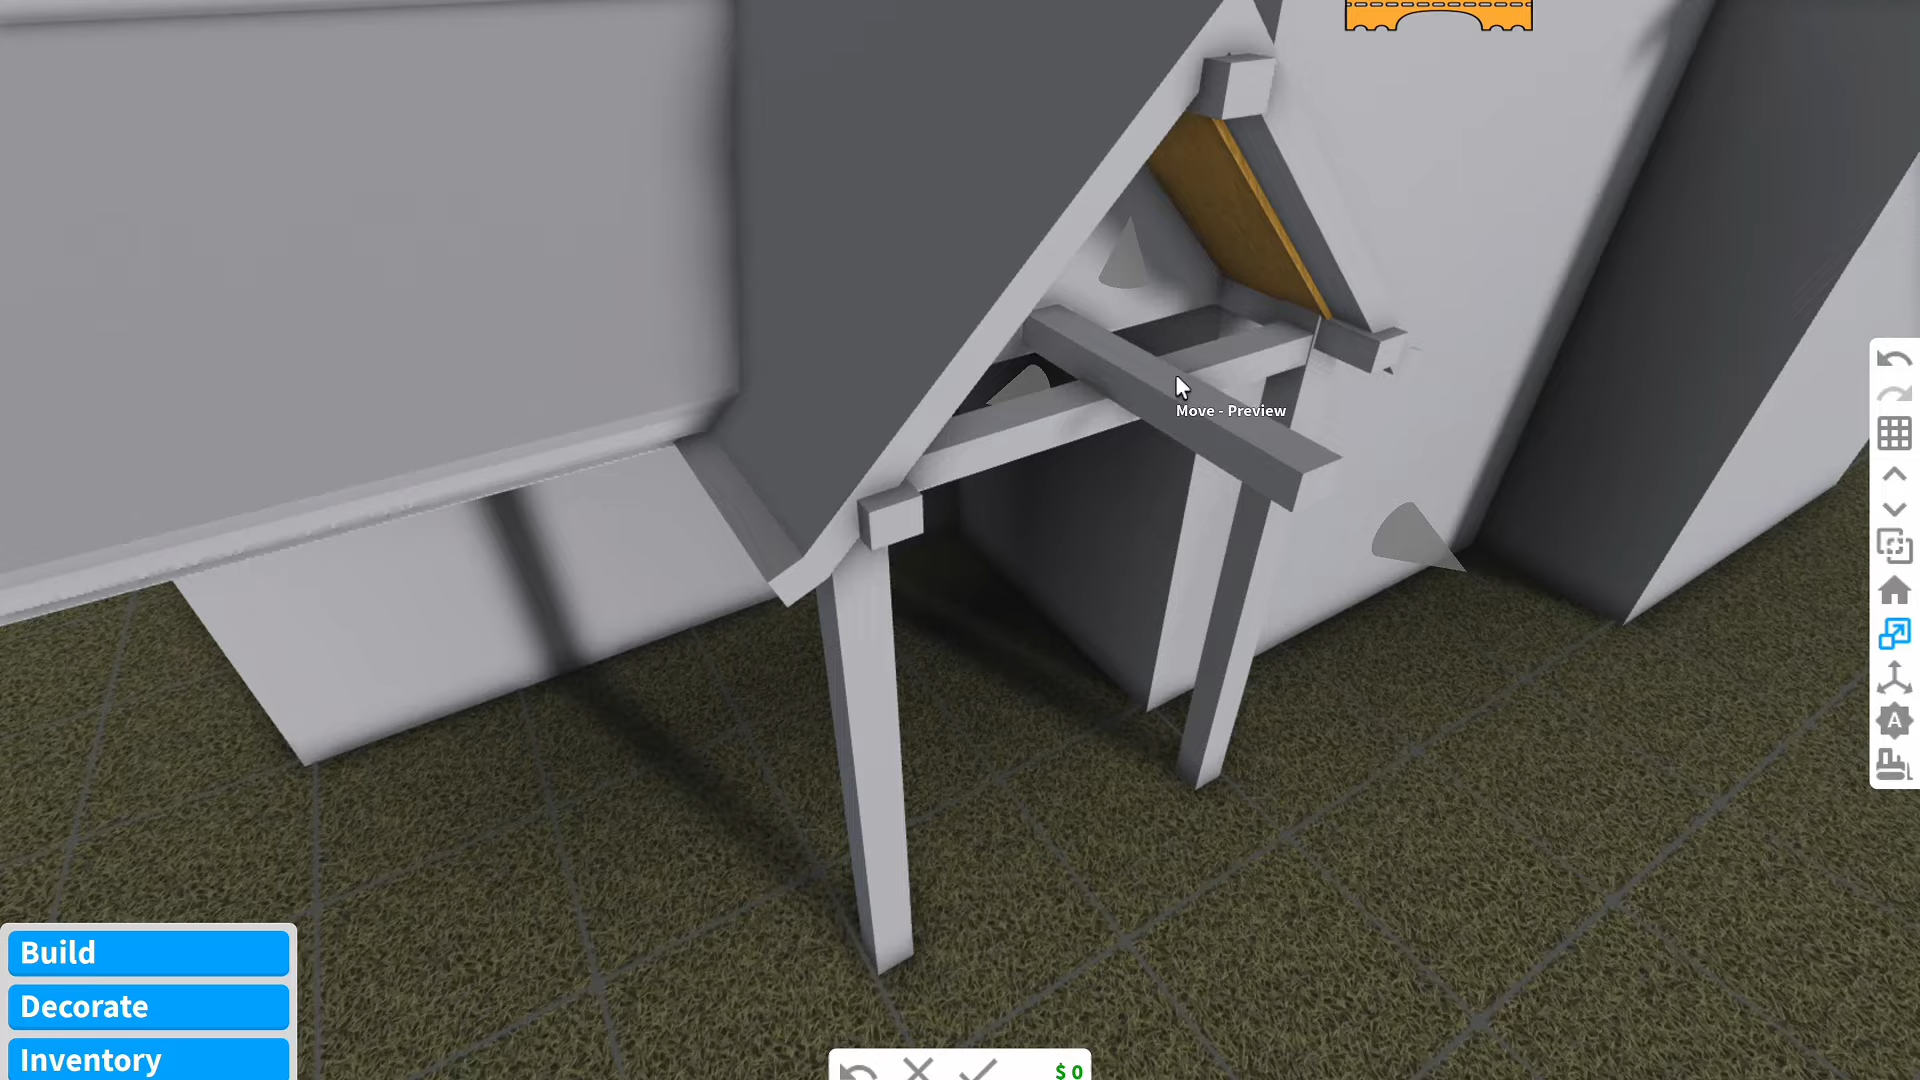 Move - Preview
A
Build
Decorate
Inventory
$ 0